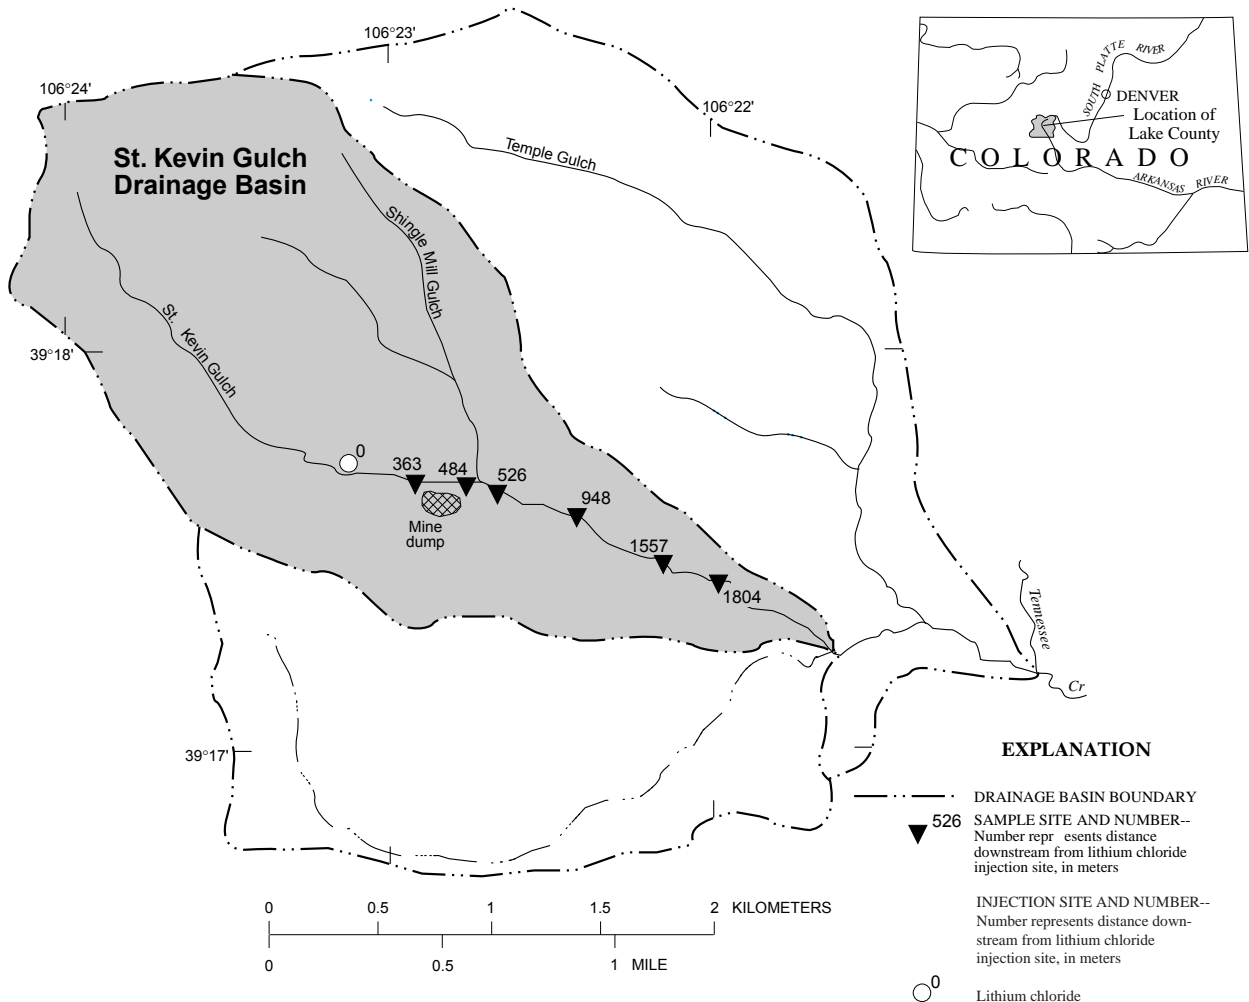 106°23'
106°24'
106°22'
St. Kevin Gulch
Drainage Basin
Temple Gulch
Shingle Mill Gulch
St. Kevin Gulch
39°18'
0
363
484
526
948
1557
1804
Mine
dump
39°17'
Tennessee
Cr
SOUTH PLATTE RIVER
DENVER
Location of
Lake County
COLORADO
ARKANSAS RIVER
EXPLANATION
DRAINAGE BASIN BOUNDARY
526 SAMPLE SITE AND NUMBER--
Number repr esents distance
downstream from lithium chloride
injection site, in meters
INJECTION SITE AND NUMBER--
Number represents distance down-
stream from lithium chloride
injection site, in meters
0
Lithium chloride
0 0.5 1 1.5 2 KILOMETERS
0 0.5 1 MILE